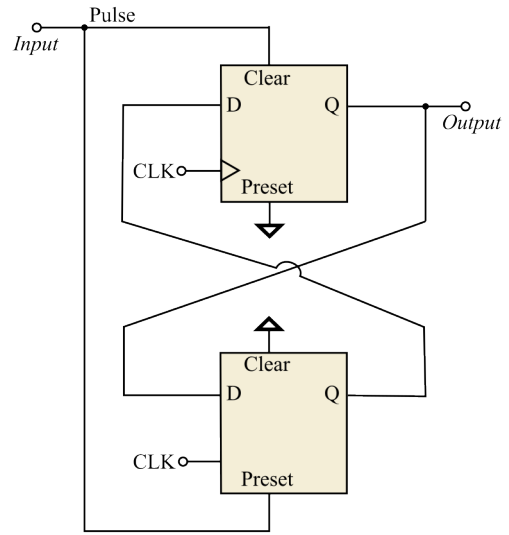 Pulse
Input
Clear
D Q
Output
CLK
Preset
Clear
D Q
CLK
Preset